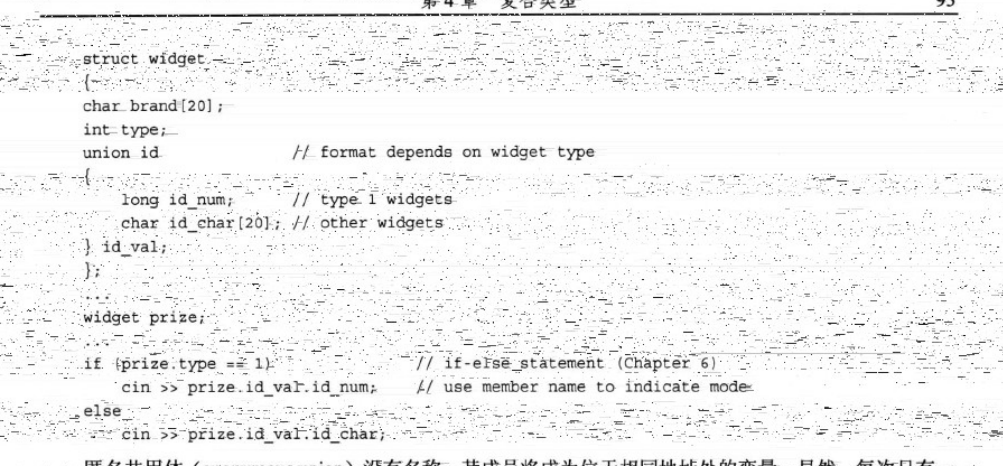 第4章 复合类型 95
struct widget
{
char brand[20];
int type;
union id // format depends on widget type
{
long id_num; // type 1 widgets
char id_char[20]; // other widgets
} id_val;
};
...
widget prize;
...
if (prize.type == 1) // if-else statement (Chapter 6)
cin >> prize.id_val.id_num; // use member name to indicate mode
else
cin >> prize.id_val.id_char;
匿名共用体(anonymous union)没有名称,其成员将成为位于相同地址处的变量。显然,每次只有